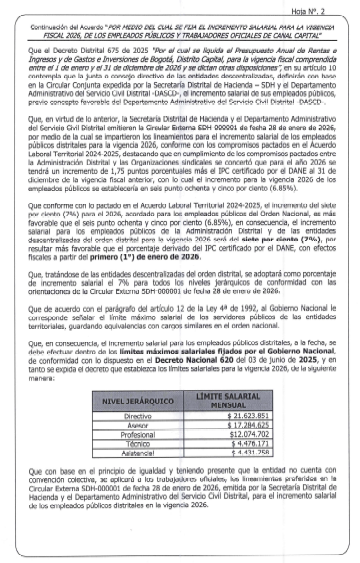 Hoja N°. 2
Continuación del Acuerdo "POR MEDIO DEL CUAL SE FIJA EL INCREMENTO SALARIAL PARA LA VIGENCIA
FISCAL 2026, DE LOS EMPLEADOS PÚBLICOS Y TRABAJADORES OFICIALES DE CANAL CAPITAL"
Que el Decreto Distrital 675 de 2025 "Por el cual se liquida el Presupuesto Anual de Rentas e
Ingresos y de Gastos e Inversiones de Bogotá, Distrito Capital, para la vigencia fiscal comprendida
entre el 1 de enero y el 31 de diciembre de 2026 y se dictan otras disposiciones", en su artículo 10
contempla que la junta o consejo directivo de las entidades descentralizadas, definirán con base
en la Circular Conjunta expedida por la Secretaría Distrital de Hacienda – SDH y el Departamento
Administrativo del Servicio Civil Distrital -DASCD-, el incremento salarial de sus empleados públicos,
previo concepto favorable del Departamento Administrativo del Servicio Civil Distrital -DASCD-.
Que, en virtud de lo anterior, la Secretaría Distrital de Hacienda y el Departamento Administrativo
del Servicio Civil Distrital emitieron la Circular Externa SDH-000001 de fecha 28 de enero de 2026,
por medio de la cual se impartieron los lineamientos para el incremento salarial de los empleados
públicos distritales para la vigencia 2026, de conformidad con los compromisos pactados en el Acuerdo
Laboral Territorial 2024-2025, destacando que en cumplimiento de los compromisos pactados entre
la Administración Distrital y las Organizaciones sindicales se concertó que para el año 2026 se
tendrá un incremento de 1,75 puntos porcentuales más el IPC certificado por el DANE al 31 de
diciembre de la vigencia fiscal anterior, con lo cual el incremento para la vigencia 2026 de los
empleados públicos se establecería en seis punto ochenta y cinco por ciento (6.85%).
Que conforme con lo pactado en el Acuerdo Laboral Territorial 2024-2025, el incremento del siete
por ciento (7%) para el 2026, acordado para los empleados públicos del Orden Nacional, es más
favorable que el seis punto ochenta y cinco por ciento (6.85%), en consecuencia, el incremento
salarial para los empleados públicos de la Administración Distrital y de las entidades
descentralizadas del orden distrital para la vigencia 2026 será del siete por ciento (7%), por
resultar más favorable que el porcentaje derivado del IPC certificado por el DANE, con efectos
fiscales a partir del primero (1°) de enero de 2026.
Que, tratándose de las entidades descentralizadas del orden distrital, se adoptará como porcentaje
de incremento salarial el 7% para todos los niveles jerárquicos de conformidad con las
orientaciones de la Circular Externa SDH-000001 de fecha 28 de enero de 2026.
Que de acuerdo con el parágrafo del artículo 12 de la Ley 4ª de 1992, al Gobierno Nacional le
corresponde señalar el límite máximo salarial de los servidores públicos de las entidades
territoriales, guardando equivalencias con cargos similares en el orden nacional.
Que, en consecuencia, el incremento salarial para los empleados públicos, a la fecha, se
debe efectuar dentro de los límites máximos salariales fijados por el Gobierno Nacional,
de conformidad con lo dispuesto en el Decreto Nacional 620 del 03 de junio de 2025, y en
tanto se expida el decreto que establezca los límites salariales para la vigencia 2026, de la siguiente
manera:
NIVEL JERÁRQUICO LÍMITE SALARIAL
MENSUAL
Directivo $ 21.623.851
Asesor $ 17.284.625
Profesional $12.074.702
Técnico $ 4.476.171
Asistencial $ 4.431.758
Que con base en el principio de igualdad y teniendo presente que la entidad no cuenta con
convención colectiva, se aplicará a los trabajadores oficiales, los lineamientos proferidos en la
Circular Externa SDH-000001 de fecha 28 de enero de 2026, emitida por la Secretaría Distrital de
Hacienda y el Departamento Administrativo del Servicio Civil Distrital, para el incremento salarial
de los empleados públicos distritales en la vigencia 2026.